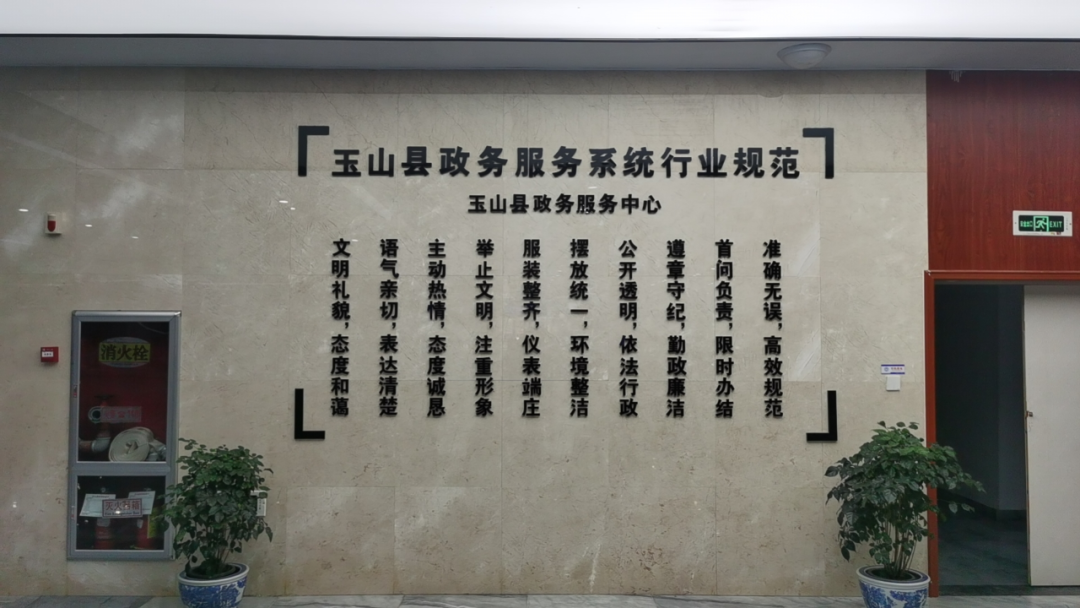 玉山县政务服务系统行业规范
玉山县政务服务中心
文明礼貌，态度和蔼
语气亲切，表达清楚
主动热情，态度诚恳
举止文明，注重形象
服装整齐，仪表端庄
摆放统一，环境整洁
公开透明，依法行政
遵章守纪，勤政廉洁
首问负责，限时办结
准确无误，高效规范
消火栓
灭火器箱
EXIT